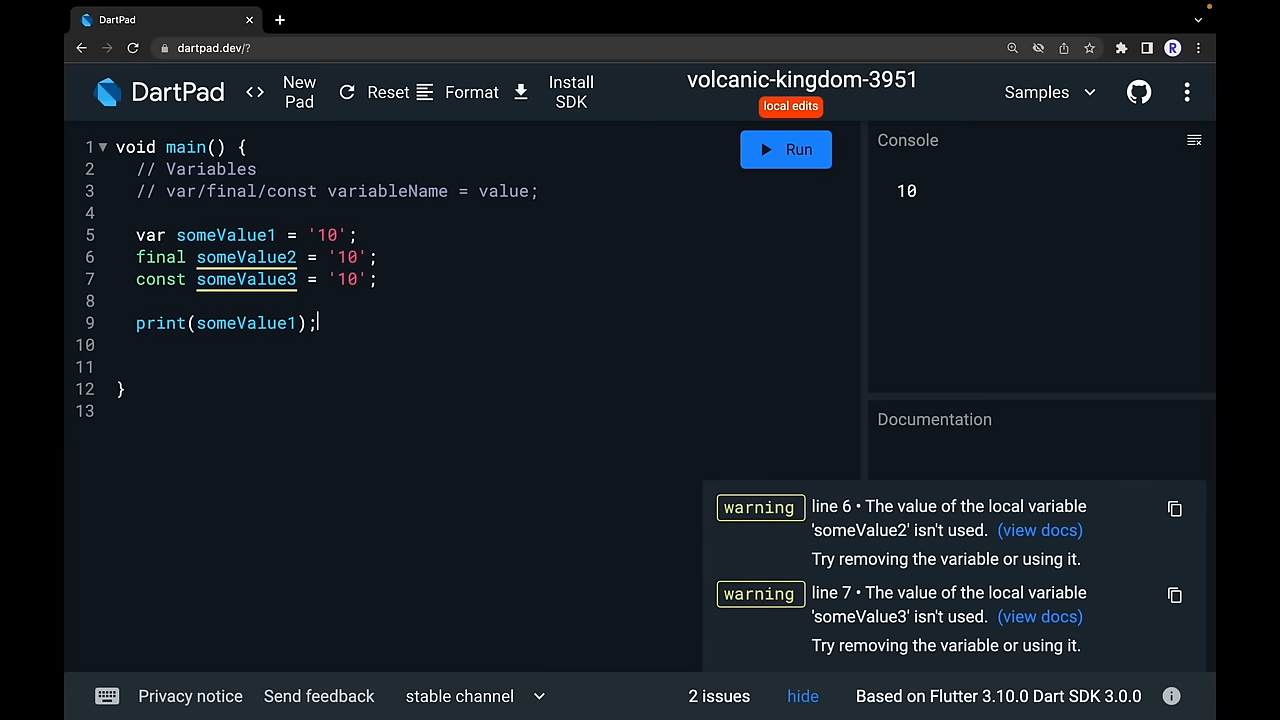 DartPad
dartpad.dev/?
R
DartPad
<>
New Pad
Reset
Format
Install SDK
volcanic-kingdom-3951
local edits
Samples
1 void main() {
2 // Variables
3 // var/final/const variableName = value;
4
5 var someValue1 = '10';
6 final someValue2 = '10';
7 const someValue3 = '10';
8
9 print(someValue1);
10
11
12 }
13
Run
Console
10
Documentation
warning line 6 • The value of the local variable
'someValue2' isn't used. (view docs)
Try removing the variable or using it.
warning line 7 • The value of the local variable
'someValue3' isn't used. (view docs)
Try removing the variable or using it.
Privacy notice
Send feedback
stable channel
2 issues
hide
Based on Flutter 3.10.0 Dart SDK 3.0.0